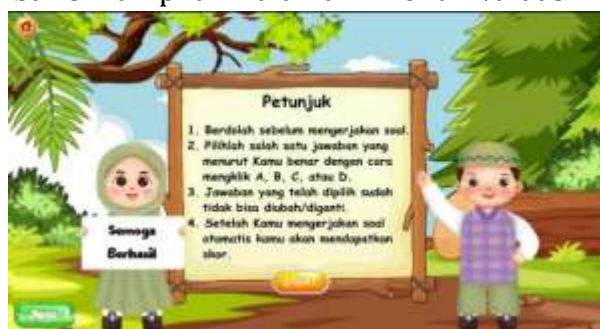 Petunjuk
1. Berdolah sebelum mengerjakan soal.
2. Pilihlah salah satu jawaban yang
menurut Kamu benar dengan cara
mengklik A, B, C, atau D.
3. Jawaban yang telah dipilih sudah
tidak bisa diubah/diganti.
4. Setelah Kamu mengerjakan soal
otomatis kamu akan mendapatkan
skor.
Semoga
Berhasil